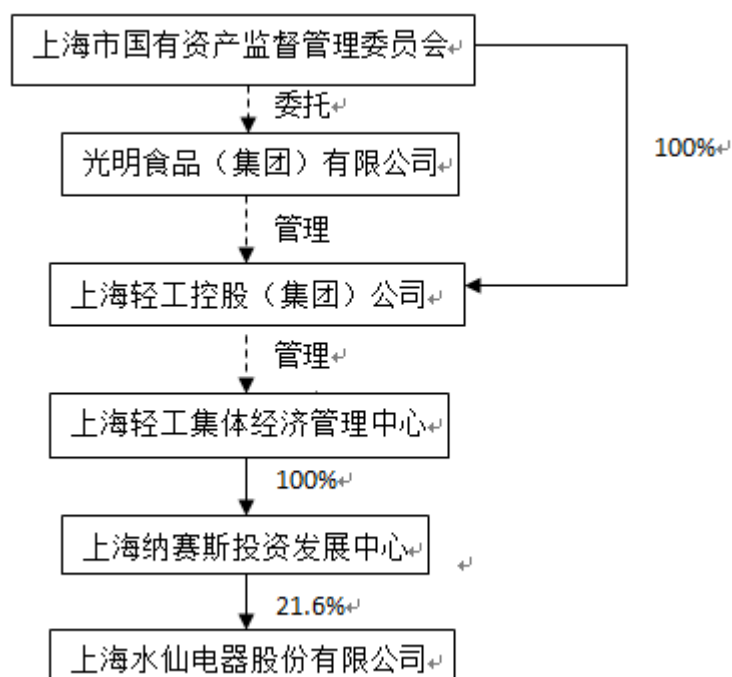 上海市国有资产监督管理委员会
委托
100%
光明食品（集团）有限公司
管理
上海轻工控股（集团）公司
管理
上海轻工集体经济管理中心
100%
上海纳赛斯投资发展中心
21.6%
上海水仙电器股份有限公司